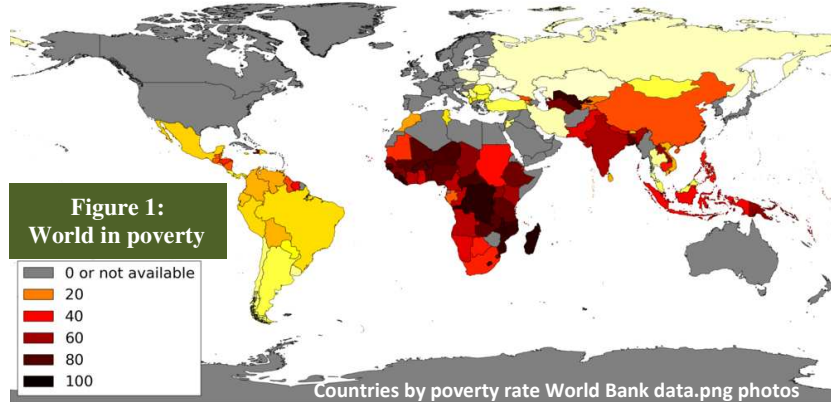 Figure 1:
World in poverty
0 or not available
20
40
60
80
100
Countries by poverty rate World Bank data.png photos